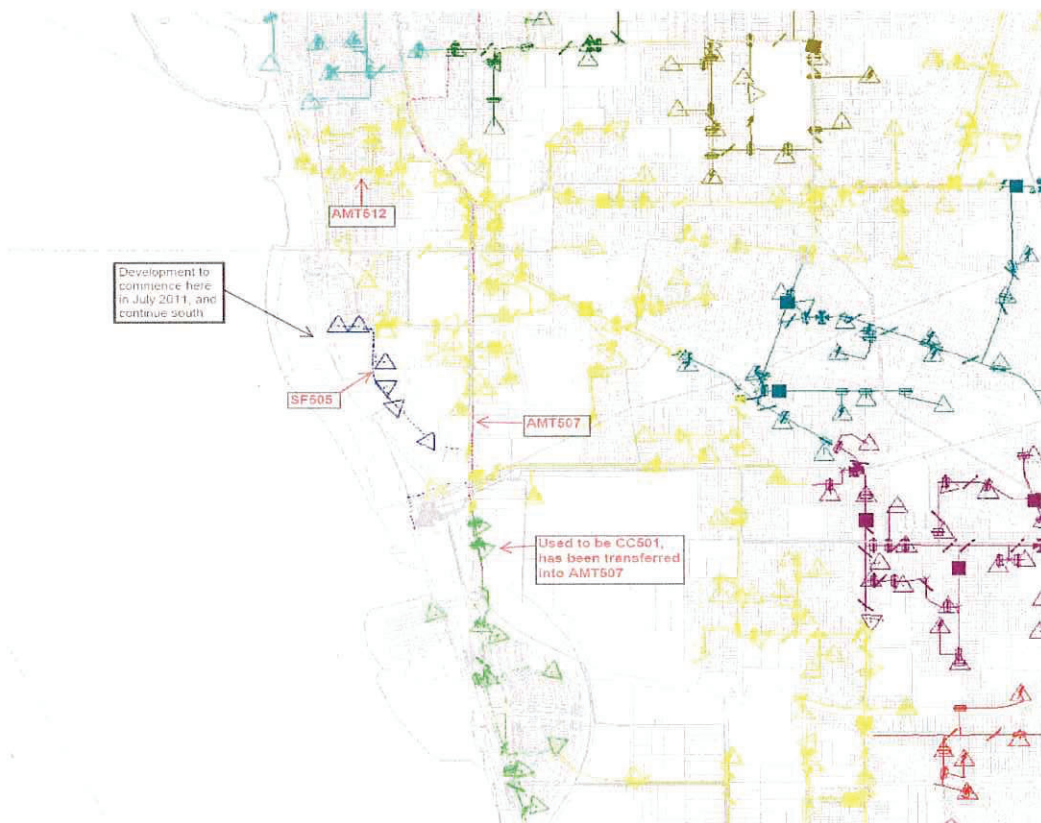 AMT512
Development to
commence here
in July 2011, and
continue south
SF505
AMT507
Used to be CC501,
has been transferred
into AMT507